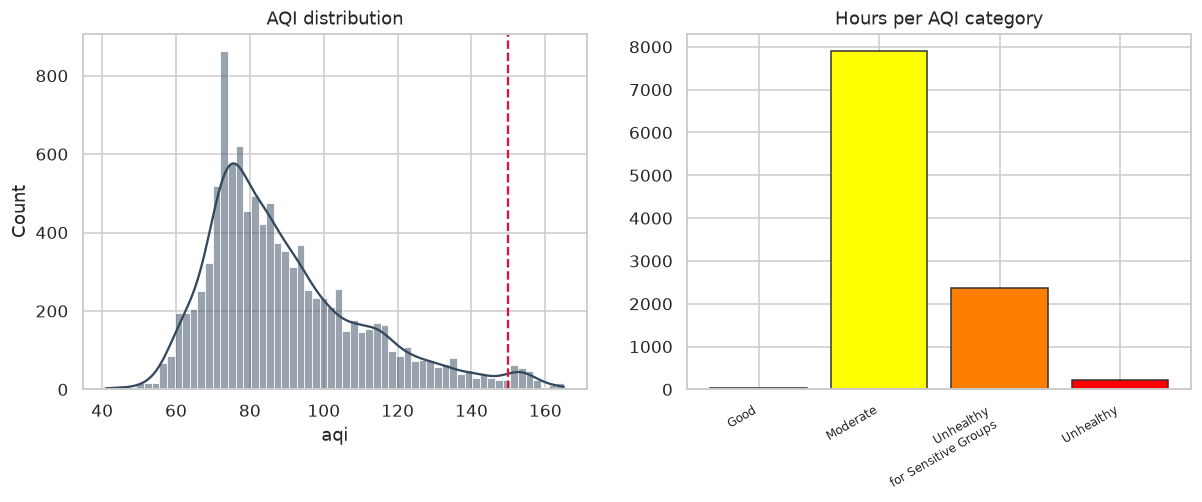 AQI distribution
Count
800
600
400
200
0
40 60 80 100 120 140 160
aqi
Hours per AQI category
8000
7000
6000
5000
4000
3000
2000
1000
0
Good
Moderate
Unhealthy
for Sensitive Groups
Unhealthy